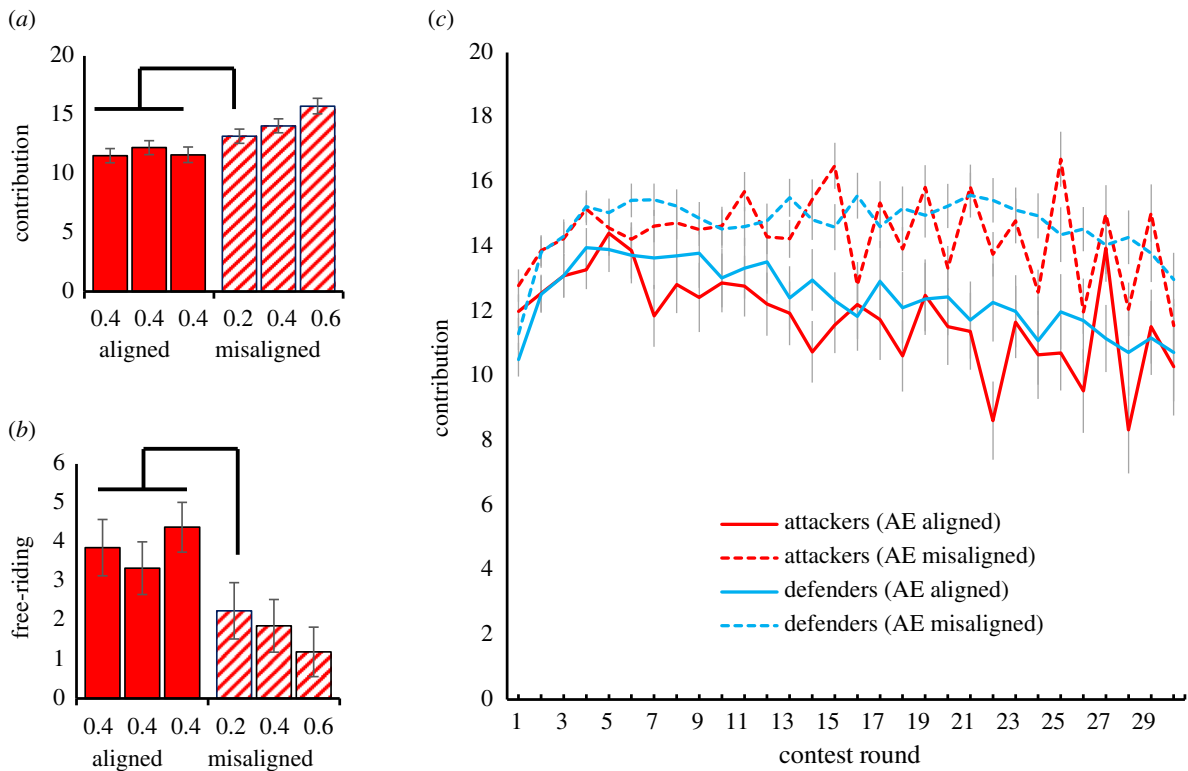 (a)
contribution
20
15
10
5
0
0.4 0.4 0.4 0.2 0.4 0.6
aligned misaligned
(b)
free-riding
6
5
4
3
2
1
0
0.4 0.4 0.4 0.2 0.4 0.6
aligned misaligned
(c)
contribution
20
18
16
14
12
10
8
6
4
2
0
attackers (AE aligned)
attackers (AE misaligned)
defenders (AE aligned)
defenders (AE misaligned)
1 3 5 7 9 11 13 15 17 19 21 23 25 27 29
contest round